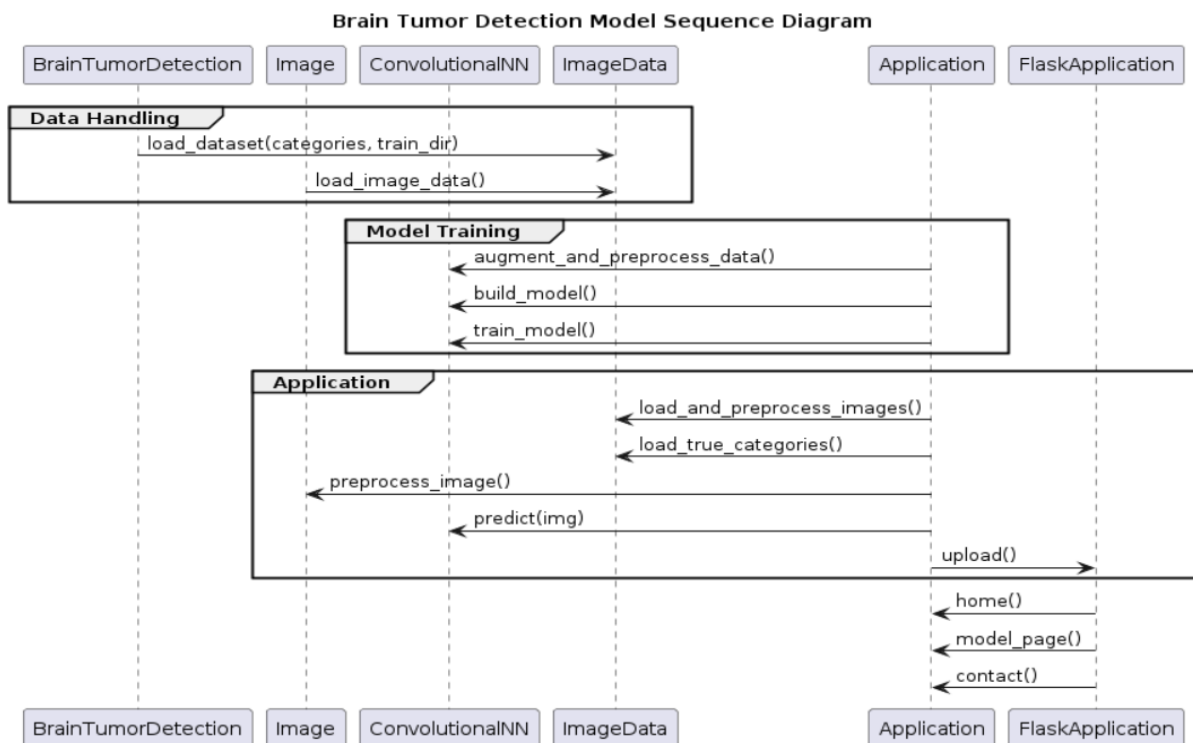 Brain Tumor Detection Model Sequence Diagram
BrainTumorDetection Image ConvolutionalNN ImageData Application FlaskApplication
Data Handling
load_dataset(categories, train_dir)
load_image_data()
Model Training
augment_and_preprocess_data()
build_model()
train_model()
Application
load_and_preprocess_images()
load_true_categories()
preprocess_image()
predict(img)
upload()
home()
model_page()
contact()
BrainTumorDetection Image ConvolutionalNN ImageData Application FlaskApplication